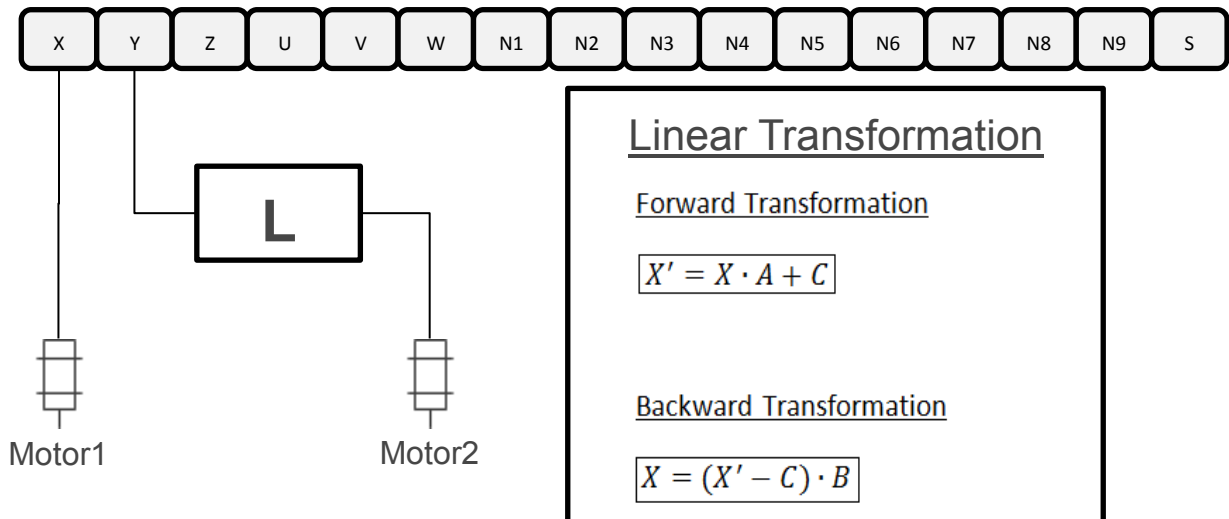 X Y Z U V W N1 N2 N3 N4 N5 N6 N7 N8 N9 S
Linear Transformation
Forward Transformation
X′ = X · A + C
L
Backward Transformation
Motor1 Motor2
X = (X′ − C) · B